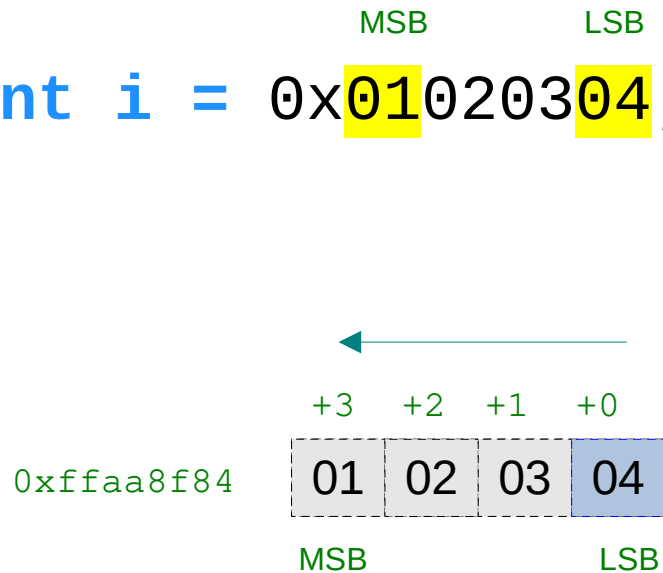 MSB LSB
nt i = 0x01020304
+3 +2 +1 +0
0xffaa8f84 01 02 03 04
MSB LSB